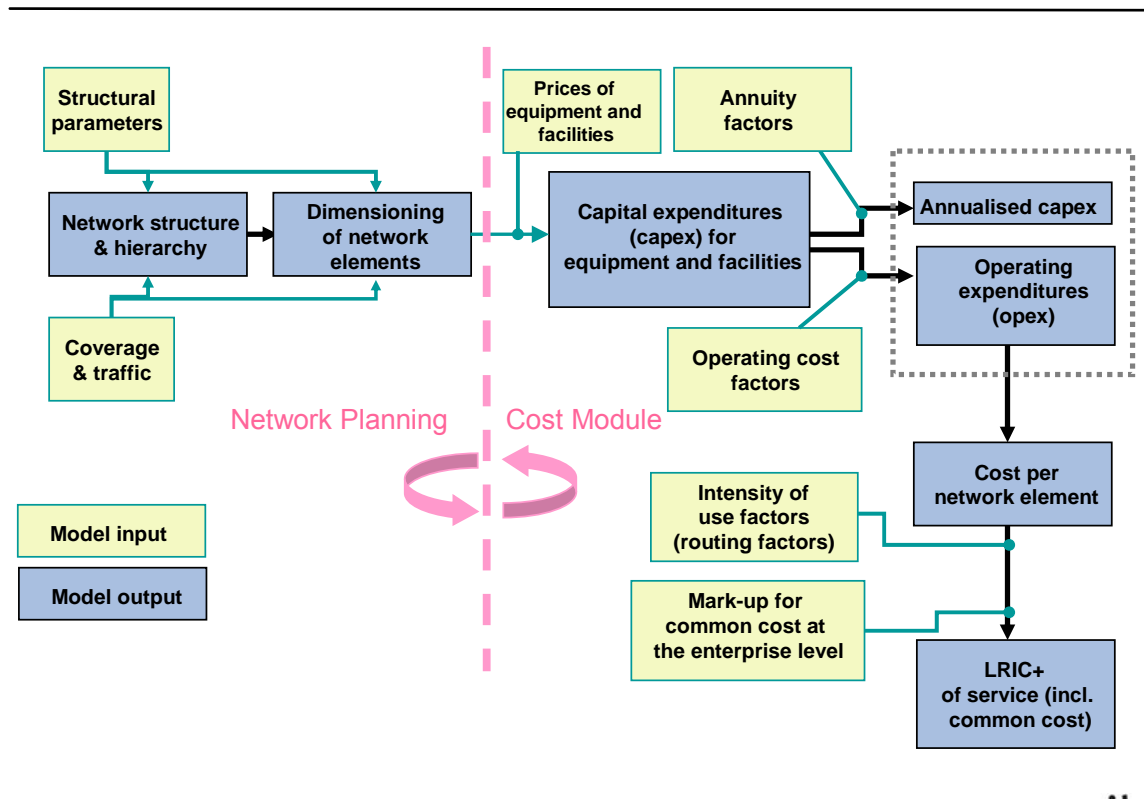 Structural
parameters
Prices of
equipment and
facilities
Annuity
factors
Network structure
& hierarchy
Dimensioning
of network
elements
Capital expenditures
(capex) for
equipment and facilities
Annualised capex
Operating
expenditures
(opex)
Coverage
& traffic
Operating cost
factors
Network Planning
Cost Module
Cost per
network element
Intensity of
use factors
(routing factors)
Model input
Model output
Mark-up for
common cost at
the enterprise level
LRIC+
of service (incl.
common cost)